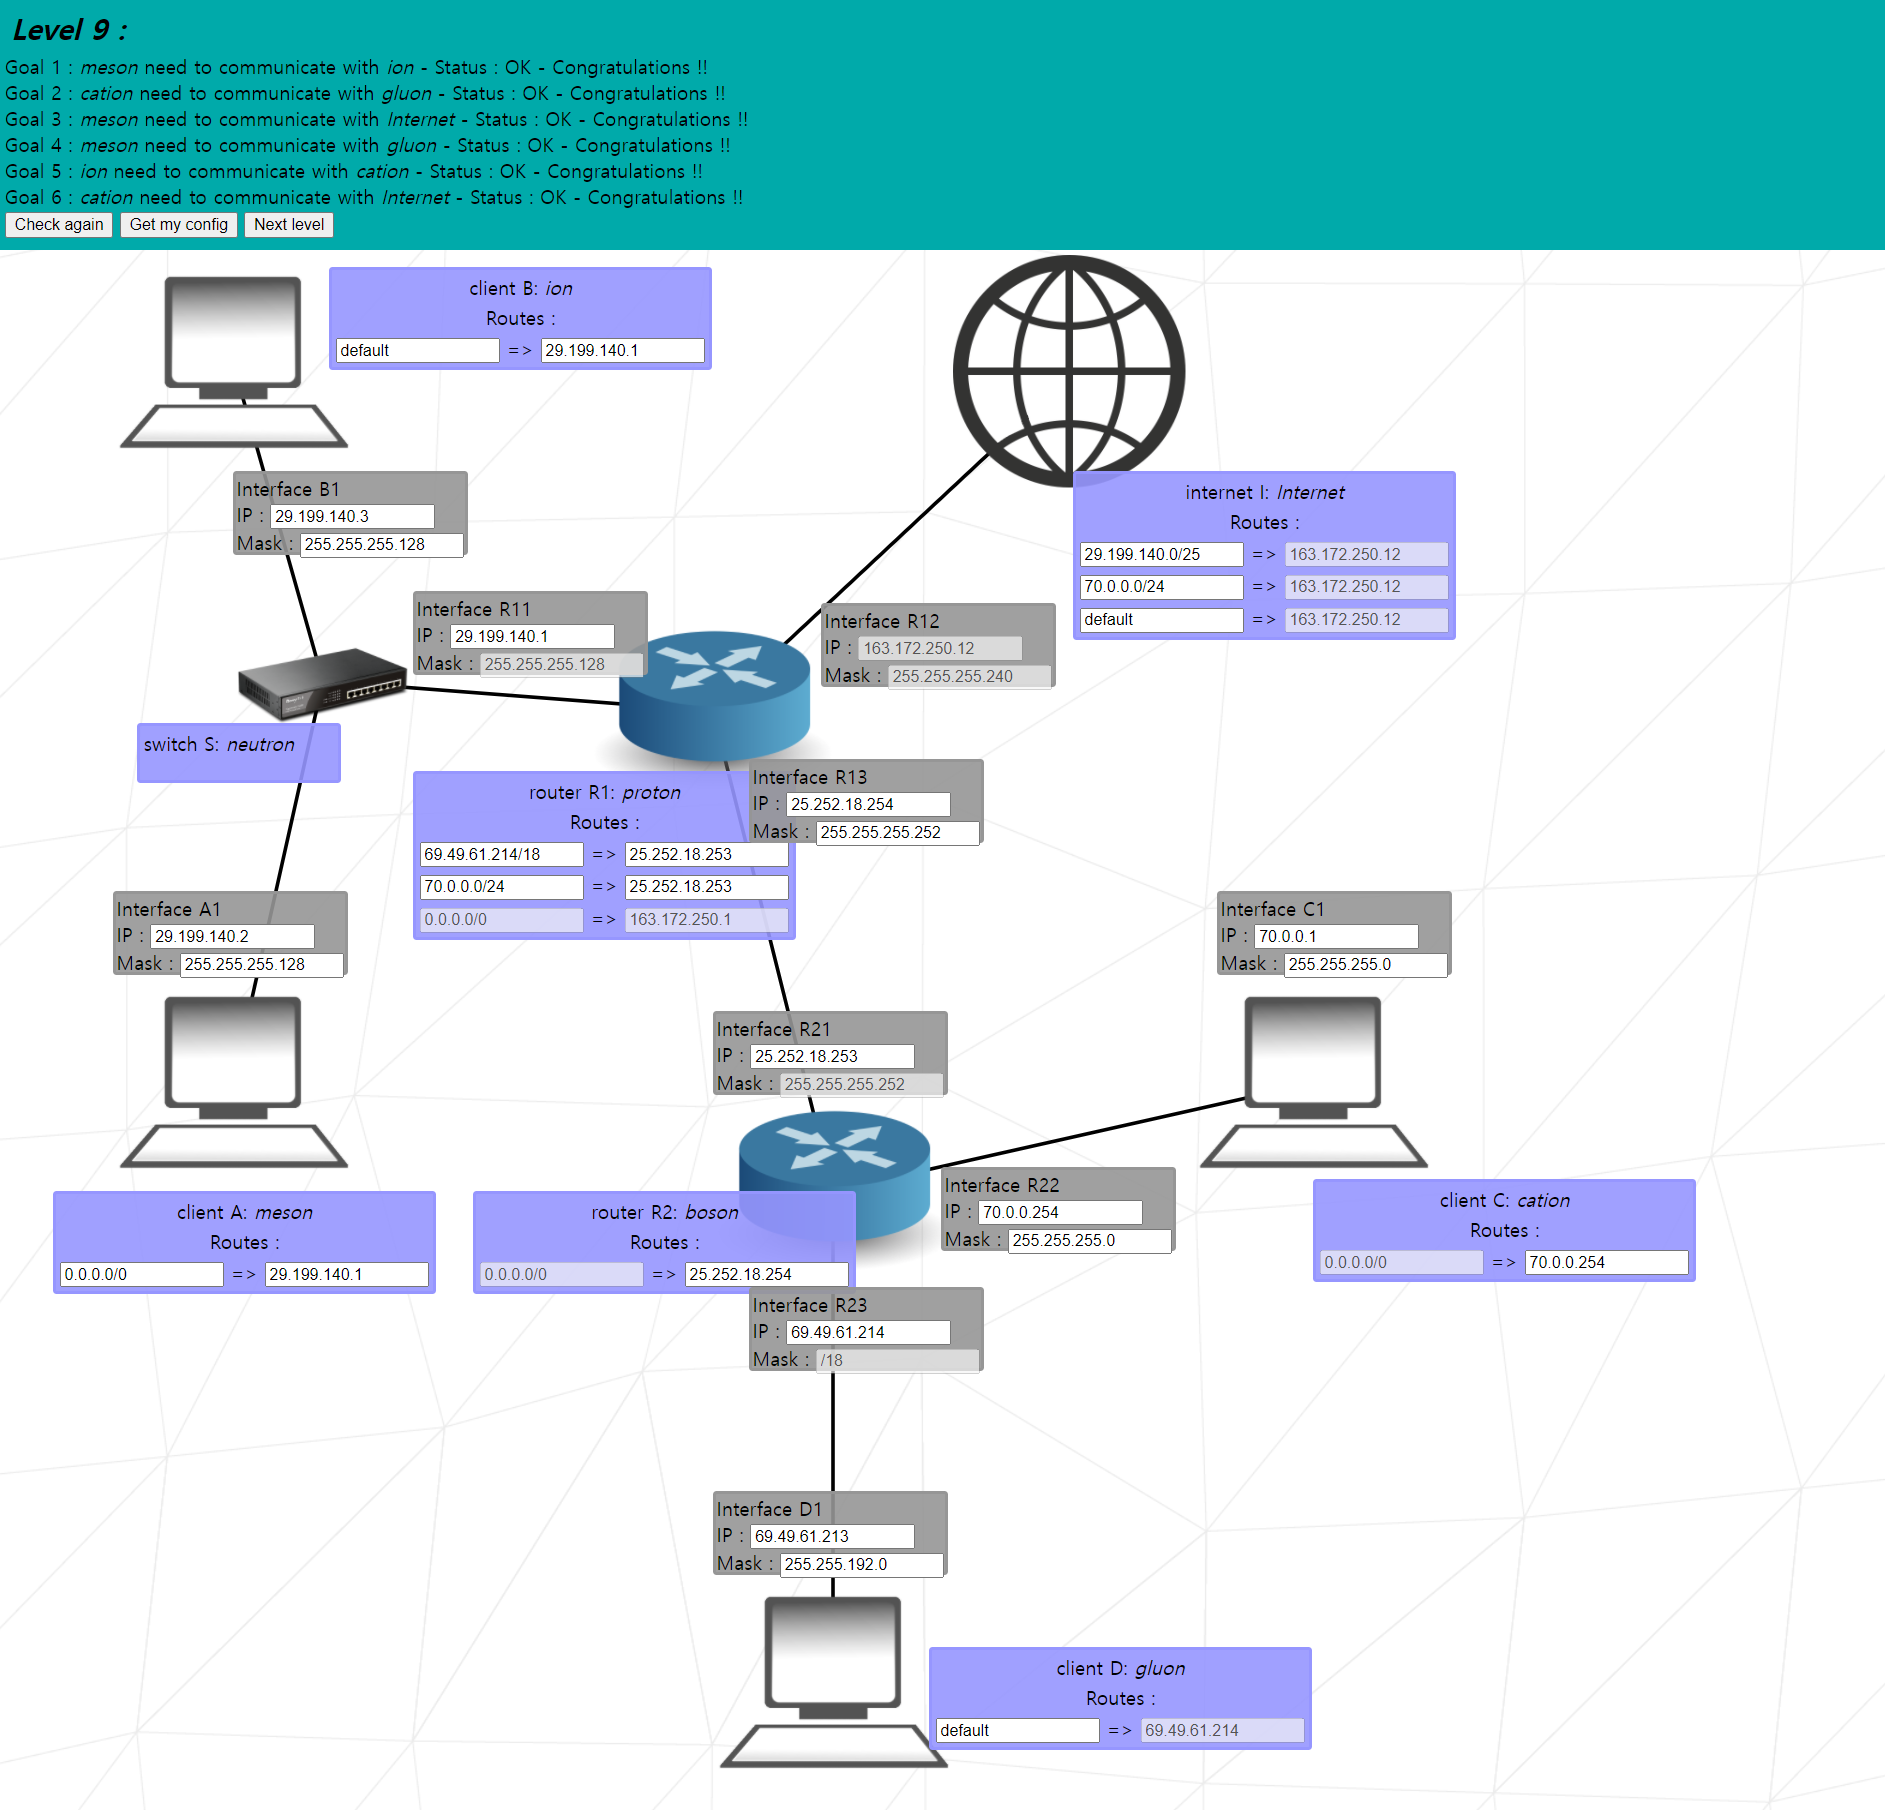 Level 9 :
Goal 1 : meson need to communicate with ion - Status : OK - Congratulations !!
Goal 2 : cation need to communicate with gluon - Status : OK - Congratulations !!
Goal 3 : meson need to communicate with Internet - Status : OK - Congratulations !!
Goal 4 : meson need to communicate with gluon - Status : OK - Congratulations !!
Goal 5 : ion need to communicate with cation - Status : OK - Congratulations !!
Goal 6 : cation need to communicate with Internet - Status : OK - Congratulations !!
Check again Get my config Next level
client B: ion
Routes :
default => 29.199.140.1
Interface B1
IP : 29.199.140.3
Mask : 255.255.255.128
internet I: Internet
Routes :
29.199.140.0/25 => 163.172.250.12
70.0.0.0/24 => 163.172.250.12
default => 163.172.250.12
Interface R11
IP : 29.199.140.1
Mask : 255.255.255.128
Interface R12
IP : 163.172.250.12
Mask : 255.255.255.240
switch S: neutron
Interface R13
IP : 25.252.18.254
Mask : 255.255.255.252
router R1: proton
Routes :
69.49.61.214/18 => 25.252.18.253
70.0.0.0/24 => 25.252.18.253
0.0.0.0/0 => 163.172.250.1
Interface A1
IP : 29.199.140.2
Mask : 255.255.255.128
Interface C1
IP : 70.0.0.1
Mask : 255.255.255.0
Interface R21
IP : 25.252.18.253
Mask : 255.255.255.252
Interface R22
IP : 70.0.0.254
Mask : 255.255.255.0
client A: meson
Routes :
0.0.0.0/0 => 29.199.140.1
router R2: boson
Routes :
0.0.0.0/0 => 25.252.18.254
client C: cation
Routes :
0.0.0.0/0 => 70.0.0.254
Interface R23
IP : 69.49.61.214
Mask : /18
Interface D1
IP : 69.49.61.213
Mask : 255.255.192.0
client D: gluon
Routes :
default => 69.49.61.214